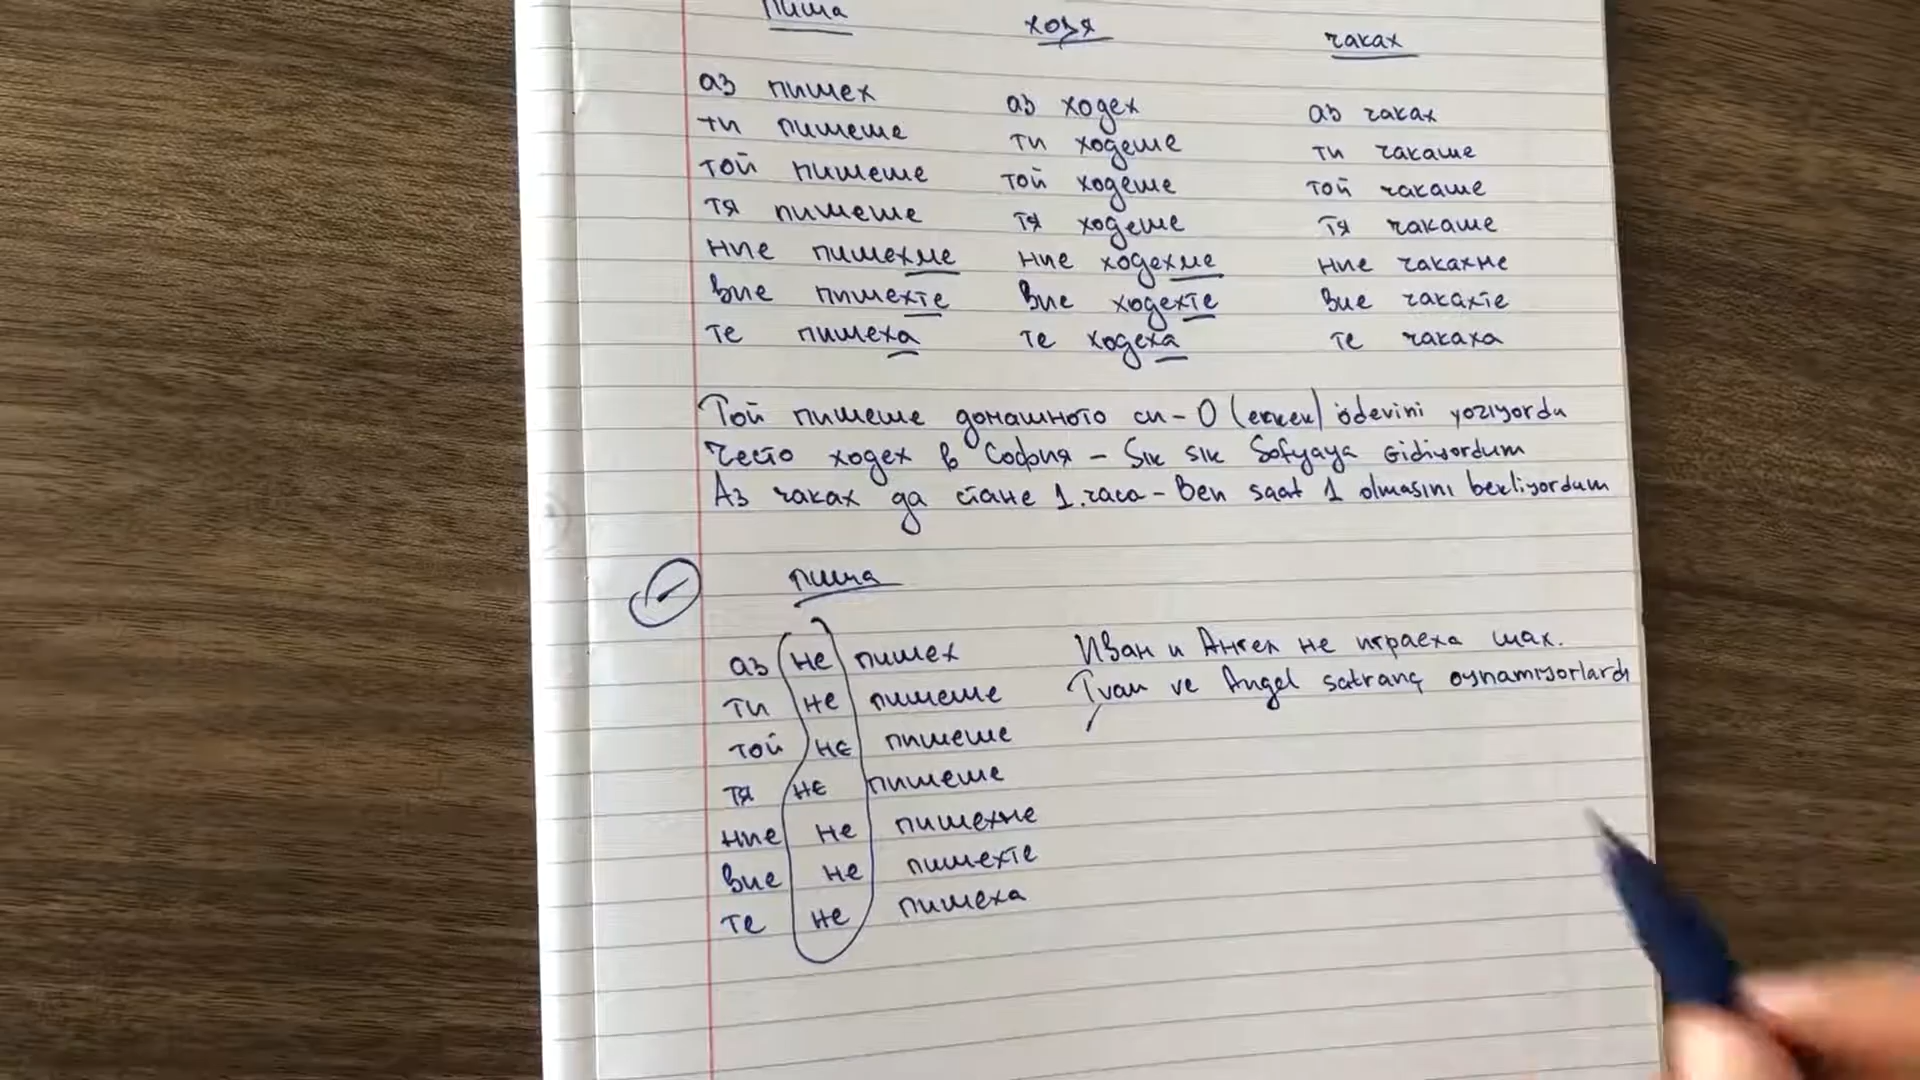 пиша ходя чаках
аз пишех аз ходех аз чаках
ти пишеше ти ходеше ти чакаше
той пишеше той ходеше той чакаше
тя пишеше тя ходеше тя чакаше
ние пишехме ние ходехме ние чакахме
вие пишехте вие ходехте вие чакахте
те пишеха те ходеха те чакаха
Той пишеше домашното си - O (erkek) ödevini yazıyordu
Често ходех в София - Sık sık Sofyaya Gidiyordum
Аз чаках да стане 1. часа - Ben saat 1 olmasını bekliyordum
пиша
аз не пишех Иван и Ангел не играеха шах.
ти не пишеше Ivan ve Angel satranç oynamıyorlardı
той не пишеше
тя не пишеше
ние не пишехме
вие не пишехте
те не пишеха